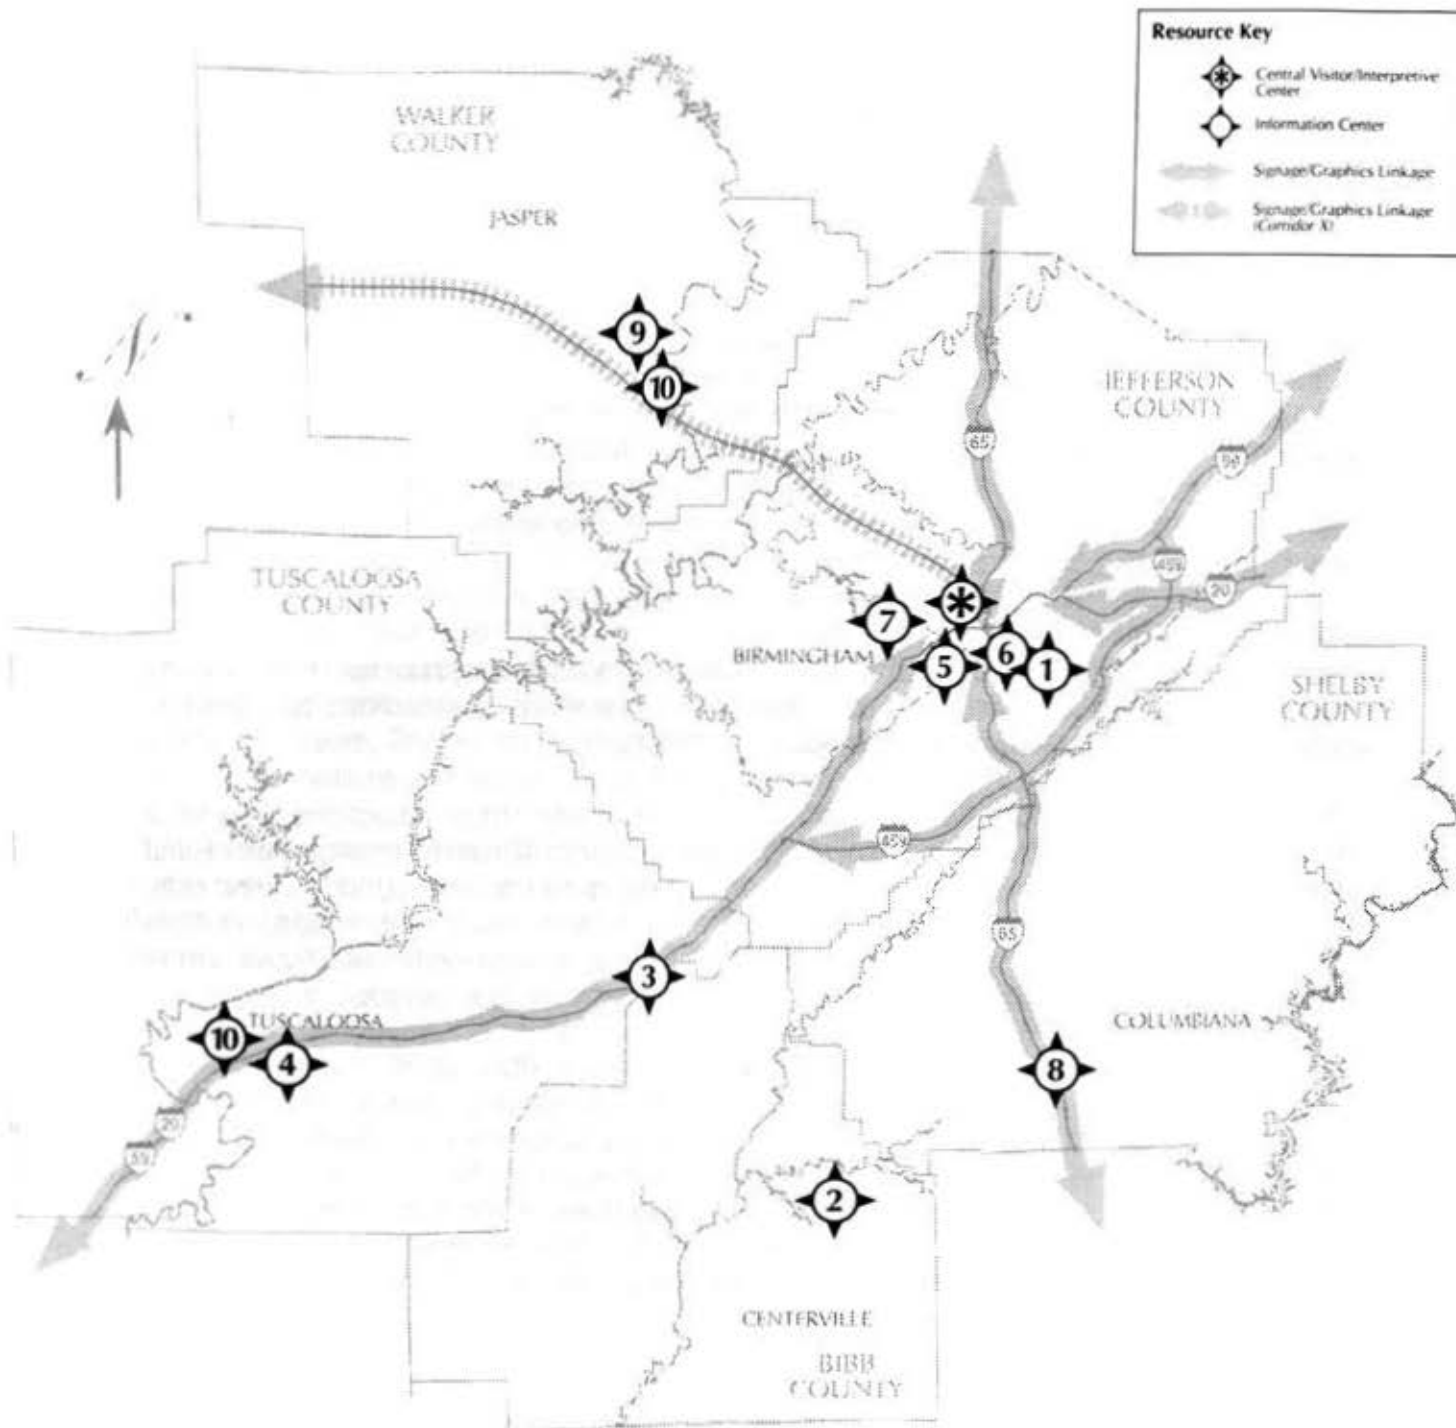 Resource Key
Central Visitor/Interpretive
Center
Information Center
Signage/Graphics Linkage
Signage/Graphics Linkage
(Corridor X)
WALKER
COUNTY
JASPER
9
10
JEFFERSON
COUNTY
65
59
459
20
TUSCALOOSA
COUNTY
7
BIRMINGHAM
5
6
1
SHELBY
COUNTY
459
65
3
TUSCALOOSA
10
4
COLUMBIANA
8
20
59
2
CENTERVILLE
BIBB
COUNTY